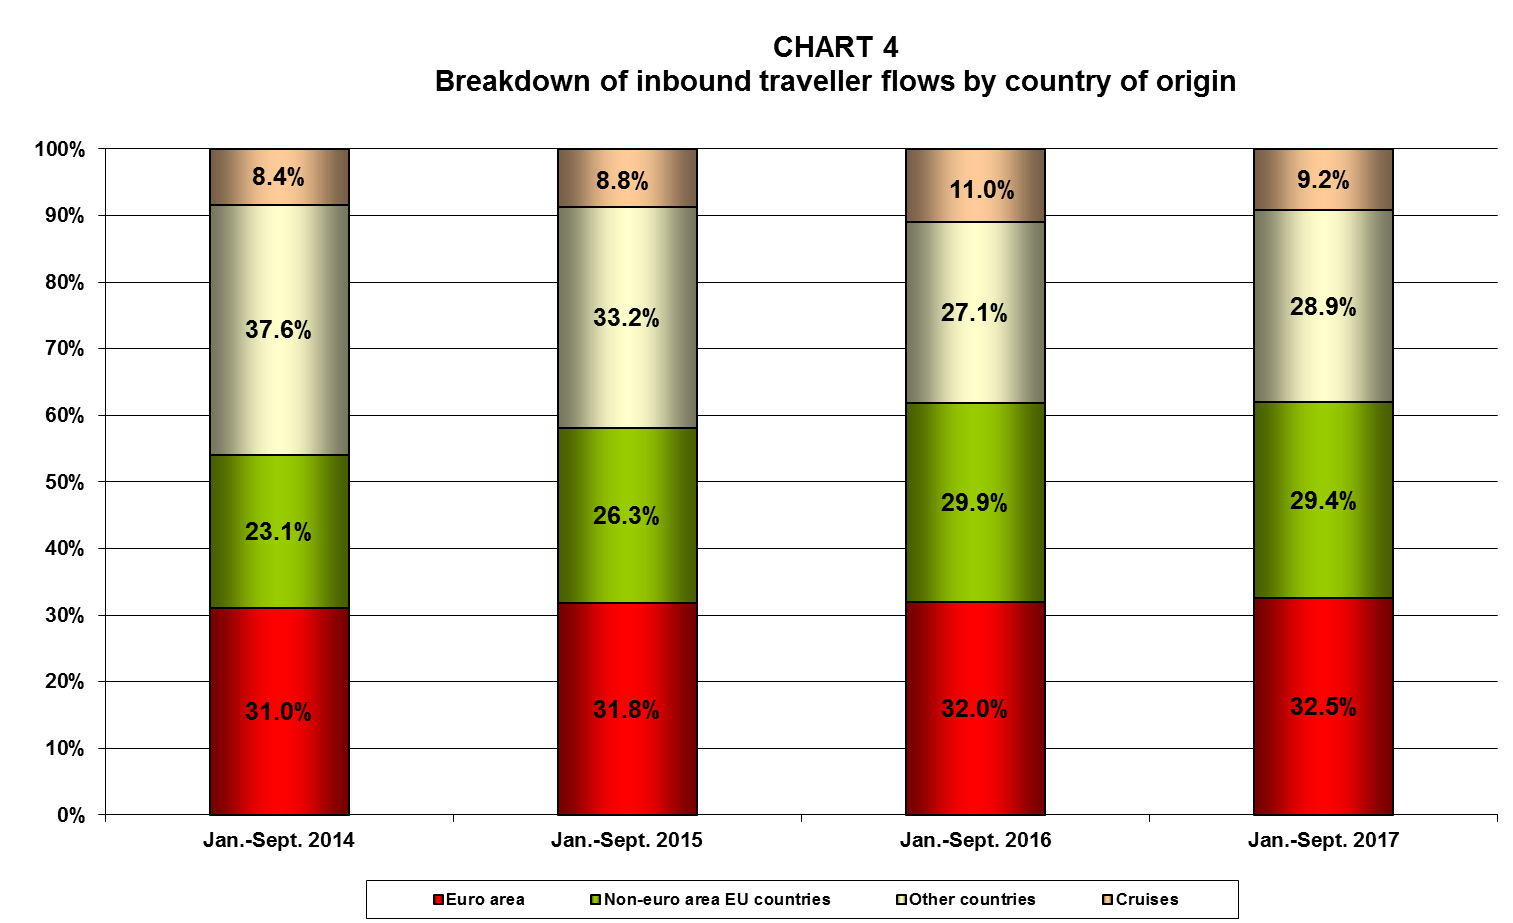 CHART 4
Breakdown of inbound traveller flows by country of origin
100%
90%
80%
70%
60%
50%
40%
30%
20%
10%
0%
8.4%
8.8%
11.0%
9.2%
37.6%
33.2%
27.1%
28.9%
23.1%
26.3%
29.9%
29.4%
31.0%
31.8%
32.0%
32.5%
Jan.-Sept. 2014
Jan.-Sept. 2015
Jan.-Sept. 2016
Jan.-Sept. 2017
Euro area
Non-euro area EU countries
Other countries
Cruises